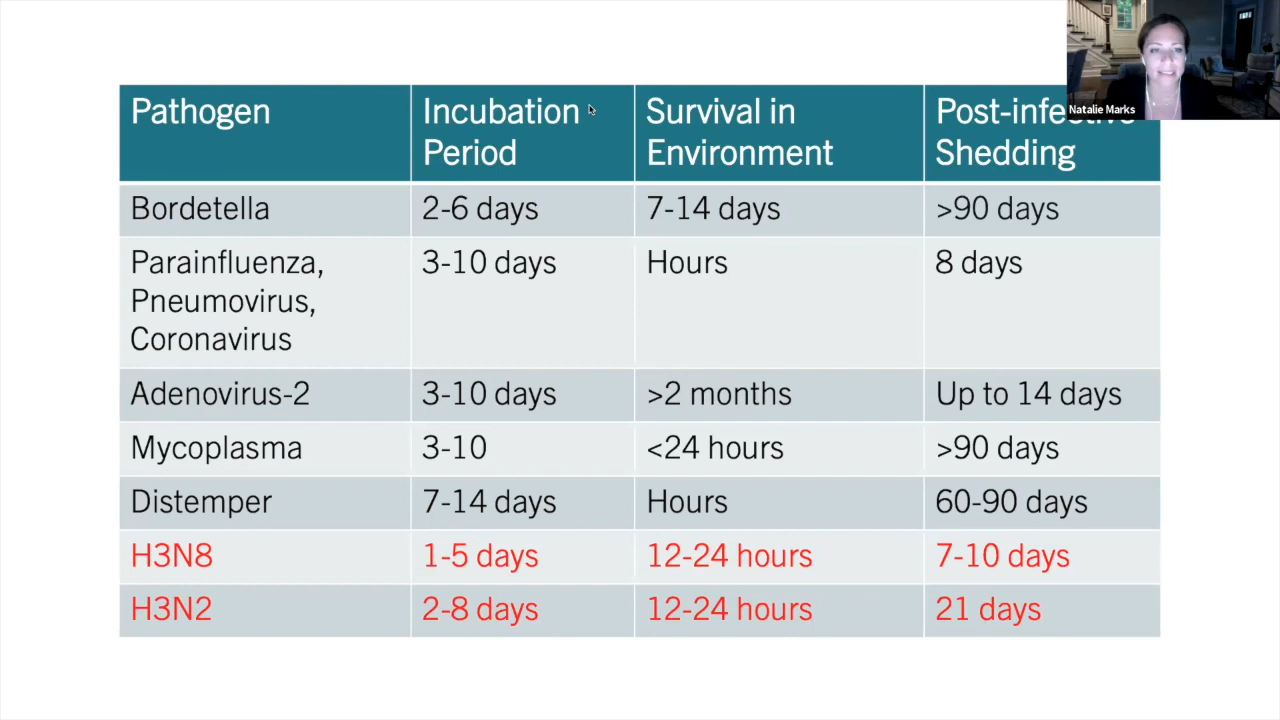 Natalie Marks
Pathogen
Incubation
Period
Survival in
Environment
Post-infective
Shedding
Bordetella
2-6 days
7-14 days
>90 days
Parainfluenza,
Pneumovirus,
Coronavirus
3-10 days
Hours
8 days
Adenovirus-2
3-10 days
>2 months
Up to 14 days
Mycoplasma
3-10
<24 hours
>90 days
Distemper
7-14 days
Hours
60-90 days
H3N8
1-5 days
12-24 hours
7-10 days
H3N2
2-8 days
12-24 hours
21 days